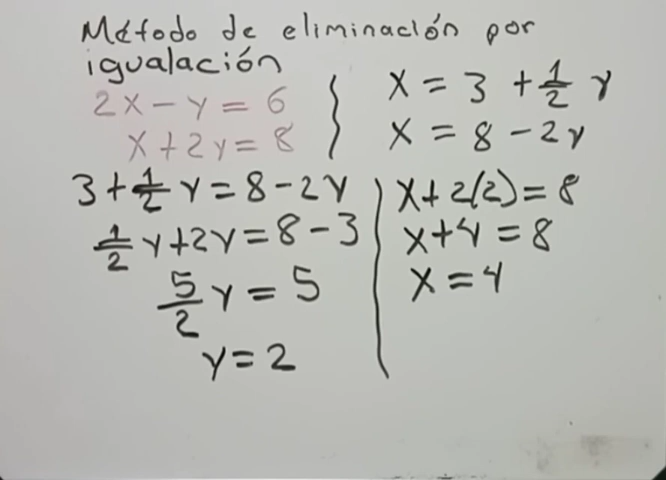 Método de eliminación por
igualación
2x - y = 6
x + 2y = 8
x = 3 + 1/2 y
x = 8 - 2y
3 + 1/2 y = 8 - 2y
1/2 y + 2y = 8 - 3
5/2 y = 5
y = 2
x + 2(2) = 8
x + 4 = 8
x = 4